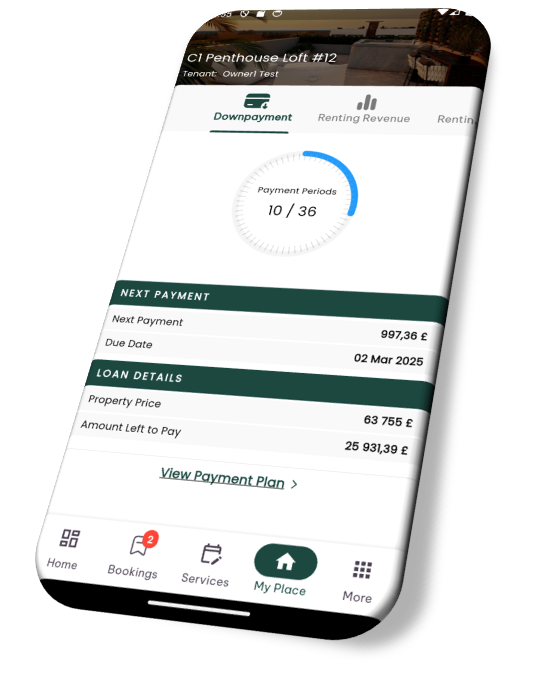 C1 Penthouse Loft #12
Tenant: Owner1 Test
Downpayment
Renting Revenue
Rentin
Payment Periods
10 / 36
NEXT PAYMENT
Next Payment 997,36 £
Due Date 02 Mar 2025
LOAN DETAILS
Property Price 63 755 £
Amount Left to Pay 25 931,39 £
View Payment Plan >
2
Home
Bookings
Services
My Place
More